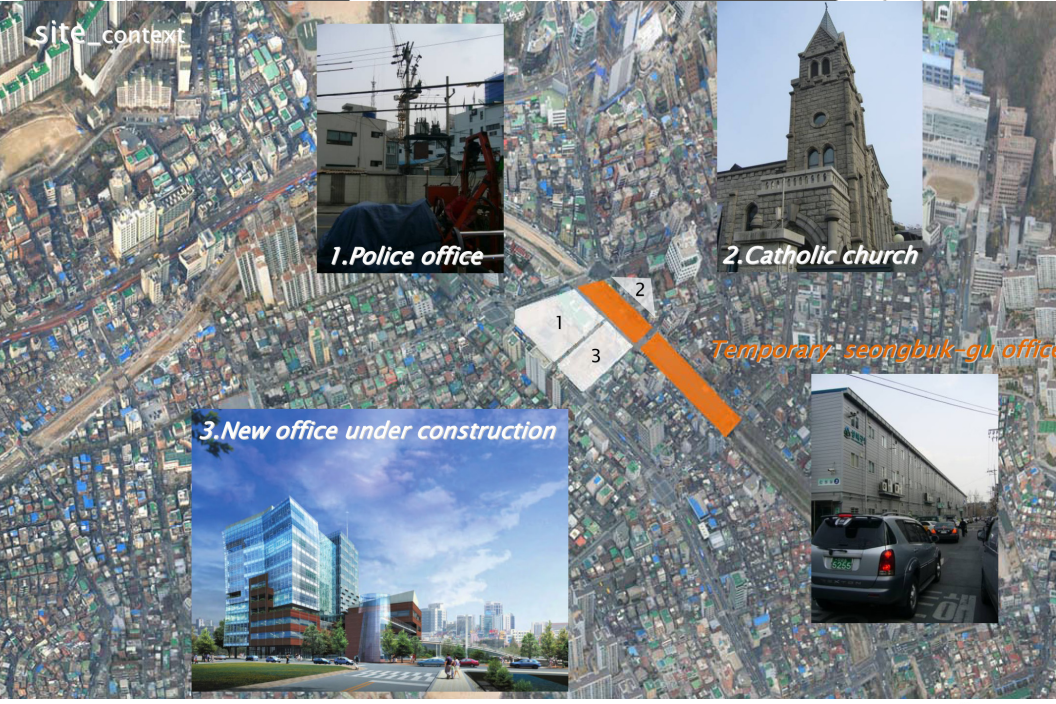 site_context
1.Police office
2.Catholic church
2
1
3
Temporary seongbuk-gu office
3.New office under construction
5255